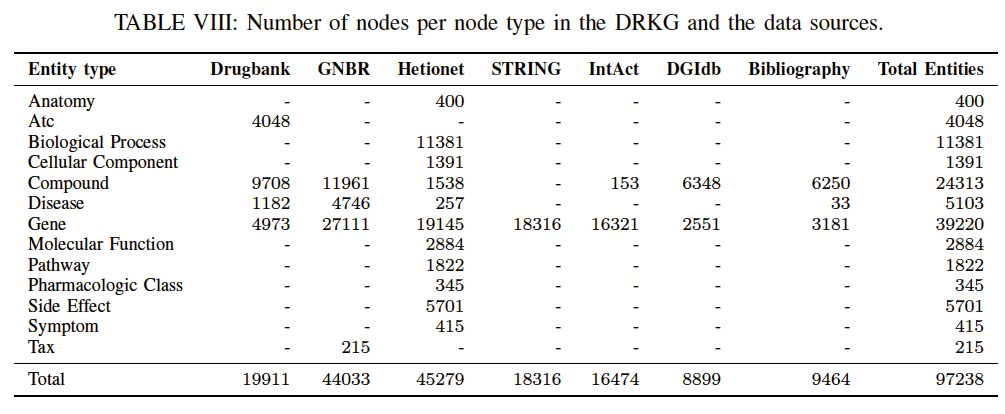 TABLE VIII: Number of nodes per node type in the DRKG and the data sources.
Entity type Drugbank GNBR Hetionet STRING IntAct DGIdb Bibliography Total Entities
Anatomy - - 400 - - - - 400
Atc 4048 - - - - - - 4048
Biological Process - - 11381 - - - - 11381
Cellular Component - - 1391 - - - - 1391
Compound 9708 11961 1538 - 153 6348 6250 24313
Disease 1182 4746 257 - - - 33 5103
Gene 4973 27111 19145 18316 16321 2551 3181 39220
Molecular Function - - 2884 - - - - 2884
Pathway - - 1822 - - - - 1822
Pharmacologic Class - - 345 - - - - 345
Side Effect - - 5701 - - - - 5701
Symptom - - 415 - - - - 415
Tax - 215 - - - - - 215
Total 19911 44033 45279 18316 16474 8899 9464 97238